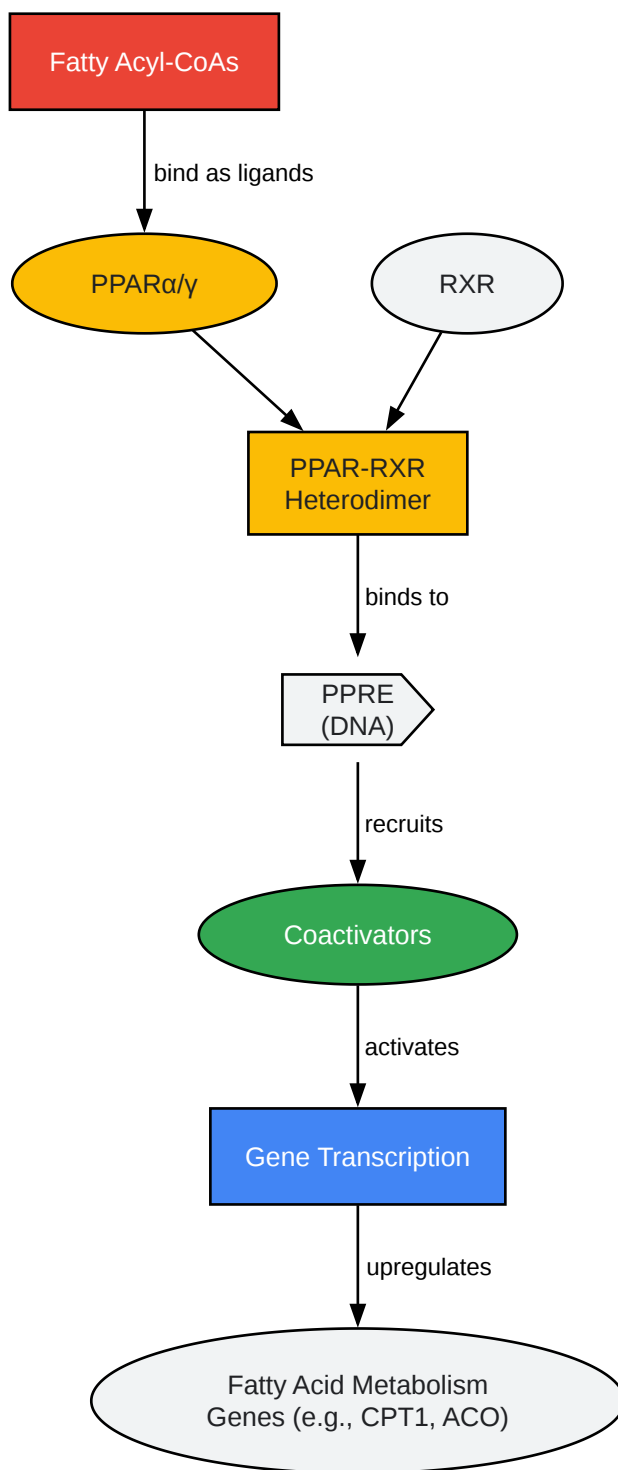 Fatty Acyl-CoAs
bind as ligands
PPARα/γ
RXR
PPAR-RXR
Heterodimer
binds to
PPRE
(DNA)
recruits
Coactivators
activates
Gene Transcription
upregulates
Fatty Acid Metabolism
Genes (e.g., CPT1, ACO)